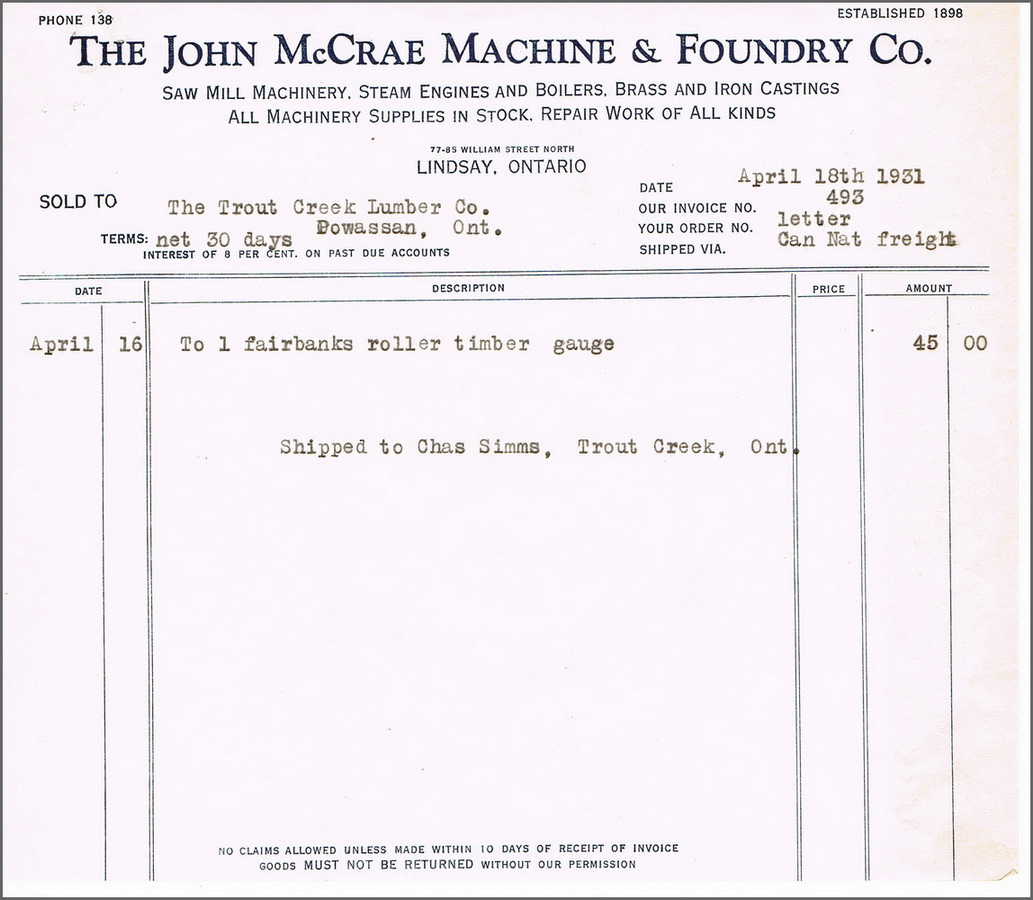 PHONE 138
ESTABLISHED 1898
THE JOHN McCRAE MACHINE & FOUNDRY Co.
SAW MILL MACHINERY, STEAM ENGINES AND BOILERS, BRASS AND IRON CASTINGS
ALL MACHINERY SUPPLIES IN STOCK, REPAIR WORK OF ALL KINDS
77-85 WILLIAM STREET NORTH
LINDSAY, ONTARIO
DATE April 18th 1931
SOLD TO The Trout Creek Lumber Co.
OUR INVOICE NO. 493
Powassan, Ont.
YOUR ORDER NO. letter
TERMS: net 30 days
SHIPPED VIA. Can Nat freight
INTEREST OF 8 PER CENT. ON PAST DUE ACCOUNTS
DATE DESCRIPTION PRICE AMOUNT
April 16 To 1 fairbanks roller timber gauge 45 00
Shipped to Chas Simms, Trout Creek, Ont.
NO CLAIMS ALLOWED UNLESS MADE WITHIN 10 DAYS OF RECEIPT OF INVOICE
GOODS MUST NOT BE RETURNED WITHOUT OUR PERMISSION